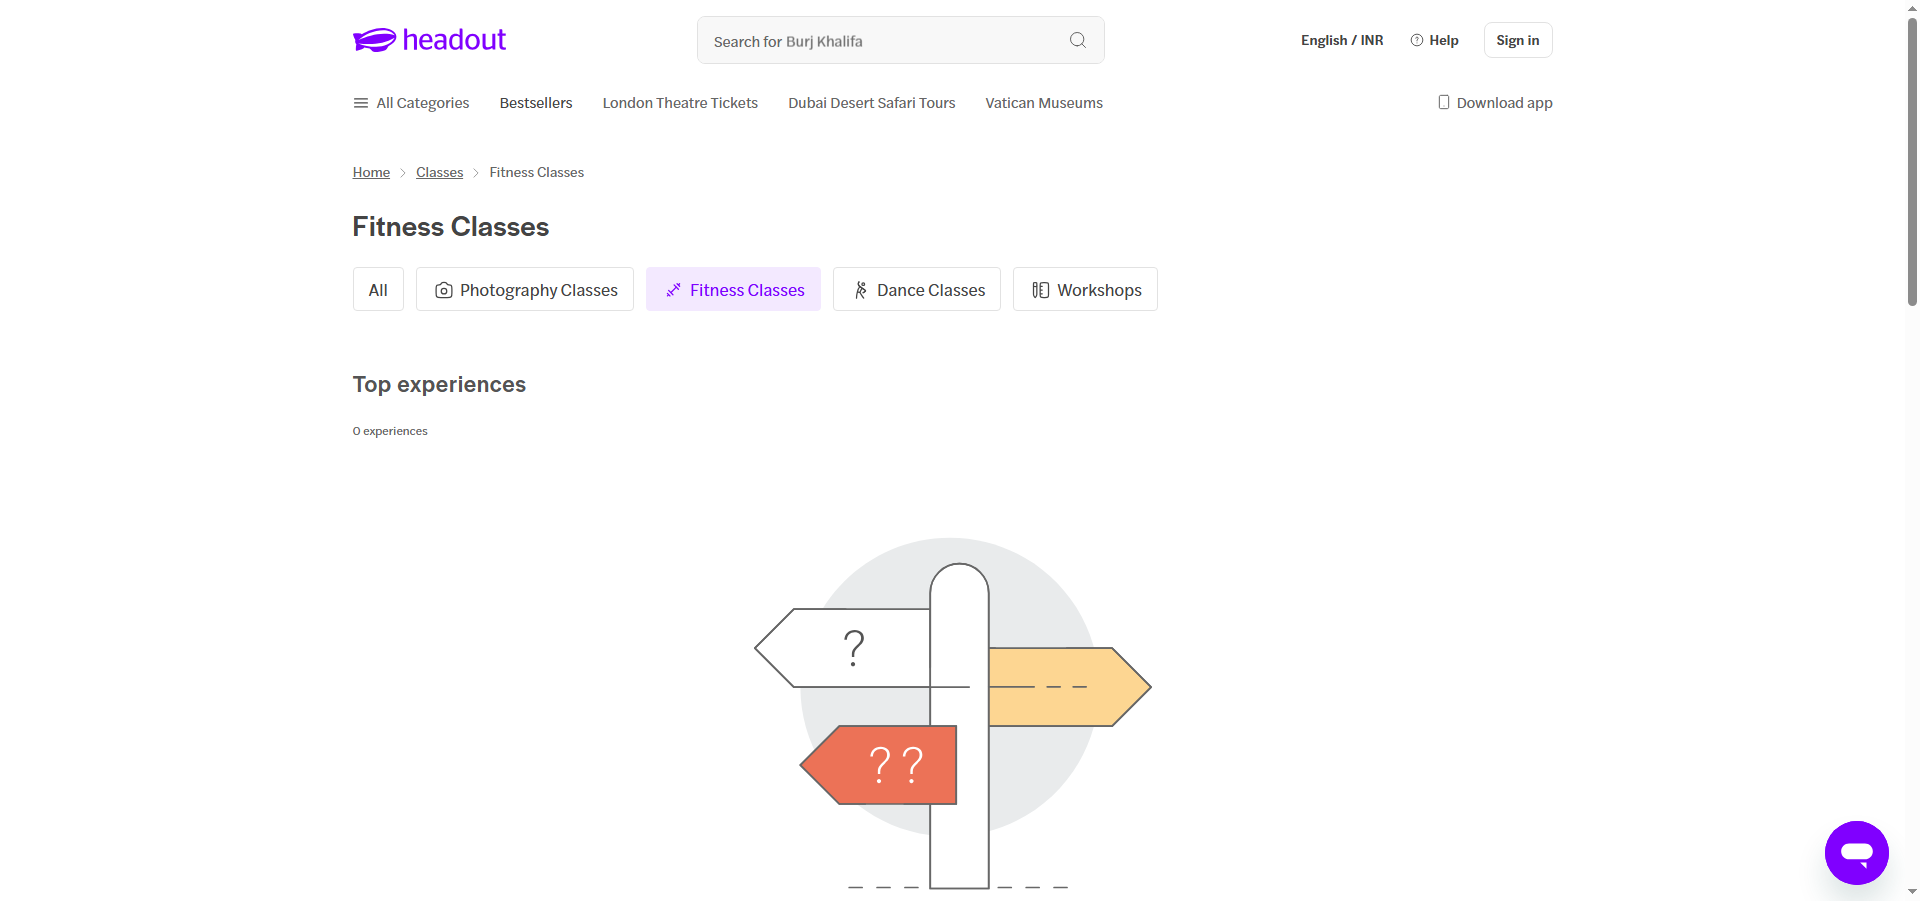 headout
Search for Burj Khalifa
English / INR
Help
Sign in
All Categories
Bestsellers
London Theatre Tickets
Dubai Desert Safari Tours
Vatican Museums
Download app
Home
Classes
Fitness Classes
Fitness Classes
All
Photography Classes
Fitness Classes
Dance Classes
Workshops
Top experiences
0 experiences
?
? ?